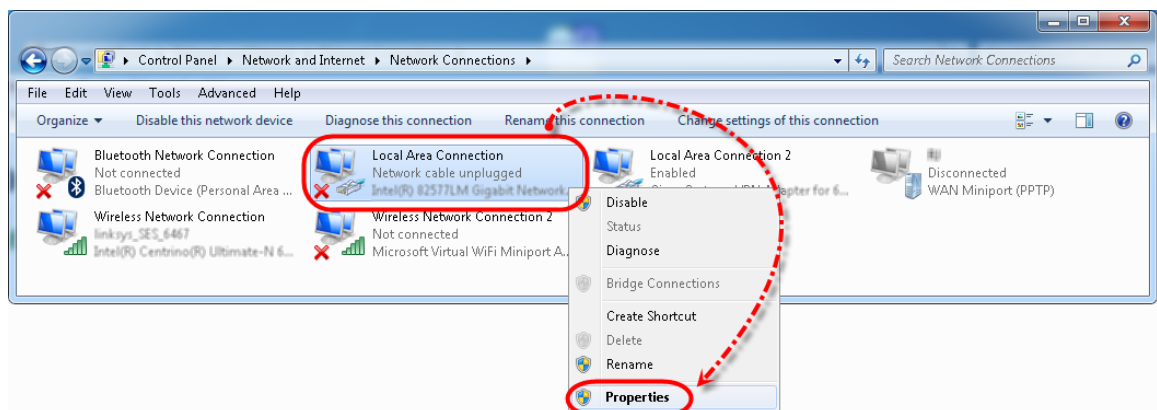 Control Panel ▸ Network and Internet ▸ Network Connections ▸
Search Network Connections
File Edit View Tools Advanced Help
Organize Disable this network device Diagnose this connection Rename this connection Change settings of this connection
Bluetooth Network Connection
Not connected
Bluetooth Device (Personal Area ...
Local Area Connection
Network cable unplugged
Intel(R) 82577LM Gigabit Network
Local Area Connection 2
Enabled
apter for 6...
Disconnected
WAN Miniport (PPTP)
Wireless Network Connection
linksys_SES_6467
Intel(R) Centrino(R) Ultimate-N 6...
Wireless Network Connection 2
Not connected
Microsoft Virtual WiFi Miniport A...
Disable
Status
Diagnose
Bridge Connections
Create Shortcut
Delete
Rename
Properties